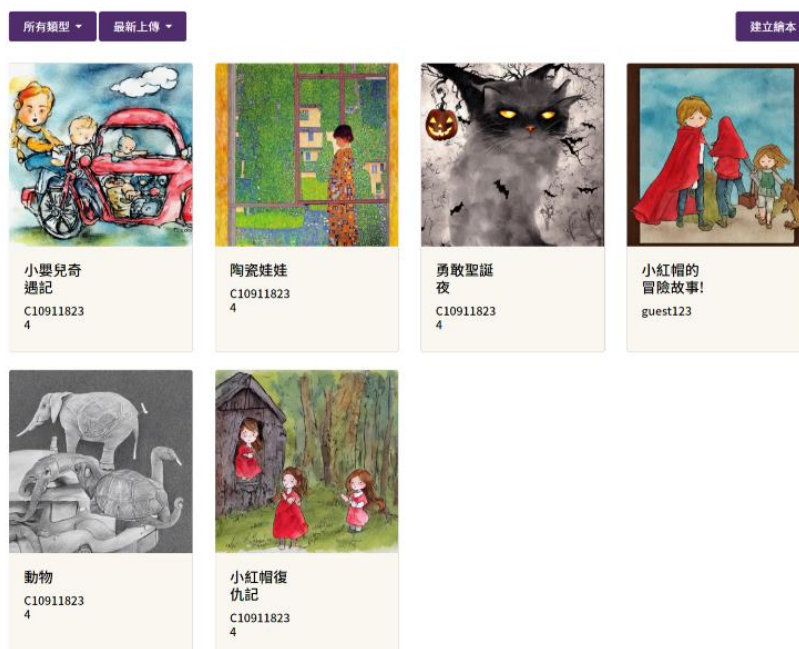 所有類型 最新上傳 建立繪本
小嬰兒奇
遇記
C10911823
4
陶瓷娃娃
C10911823
4
勇敢聖誕
夜
C10911823
4
小紅帽的
冒險故事!
guest123
動物
C10911823
4
小紅帽復
仇記
C10911823
4